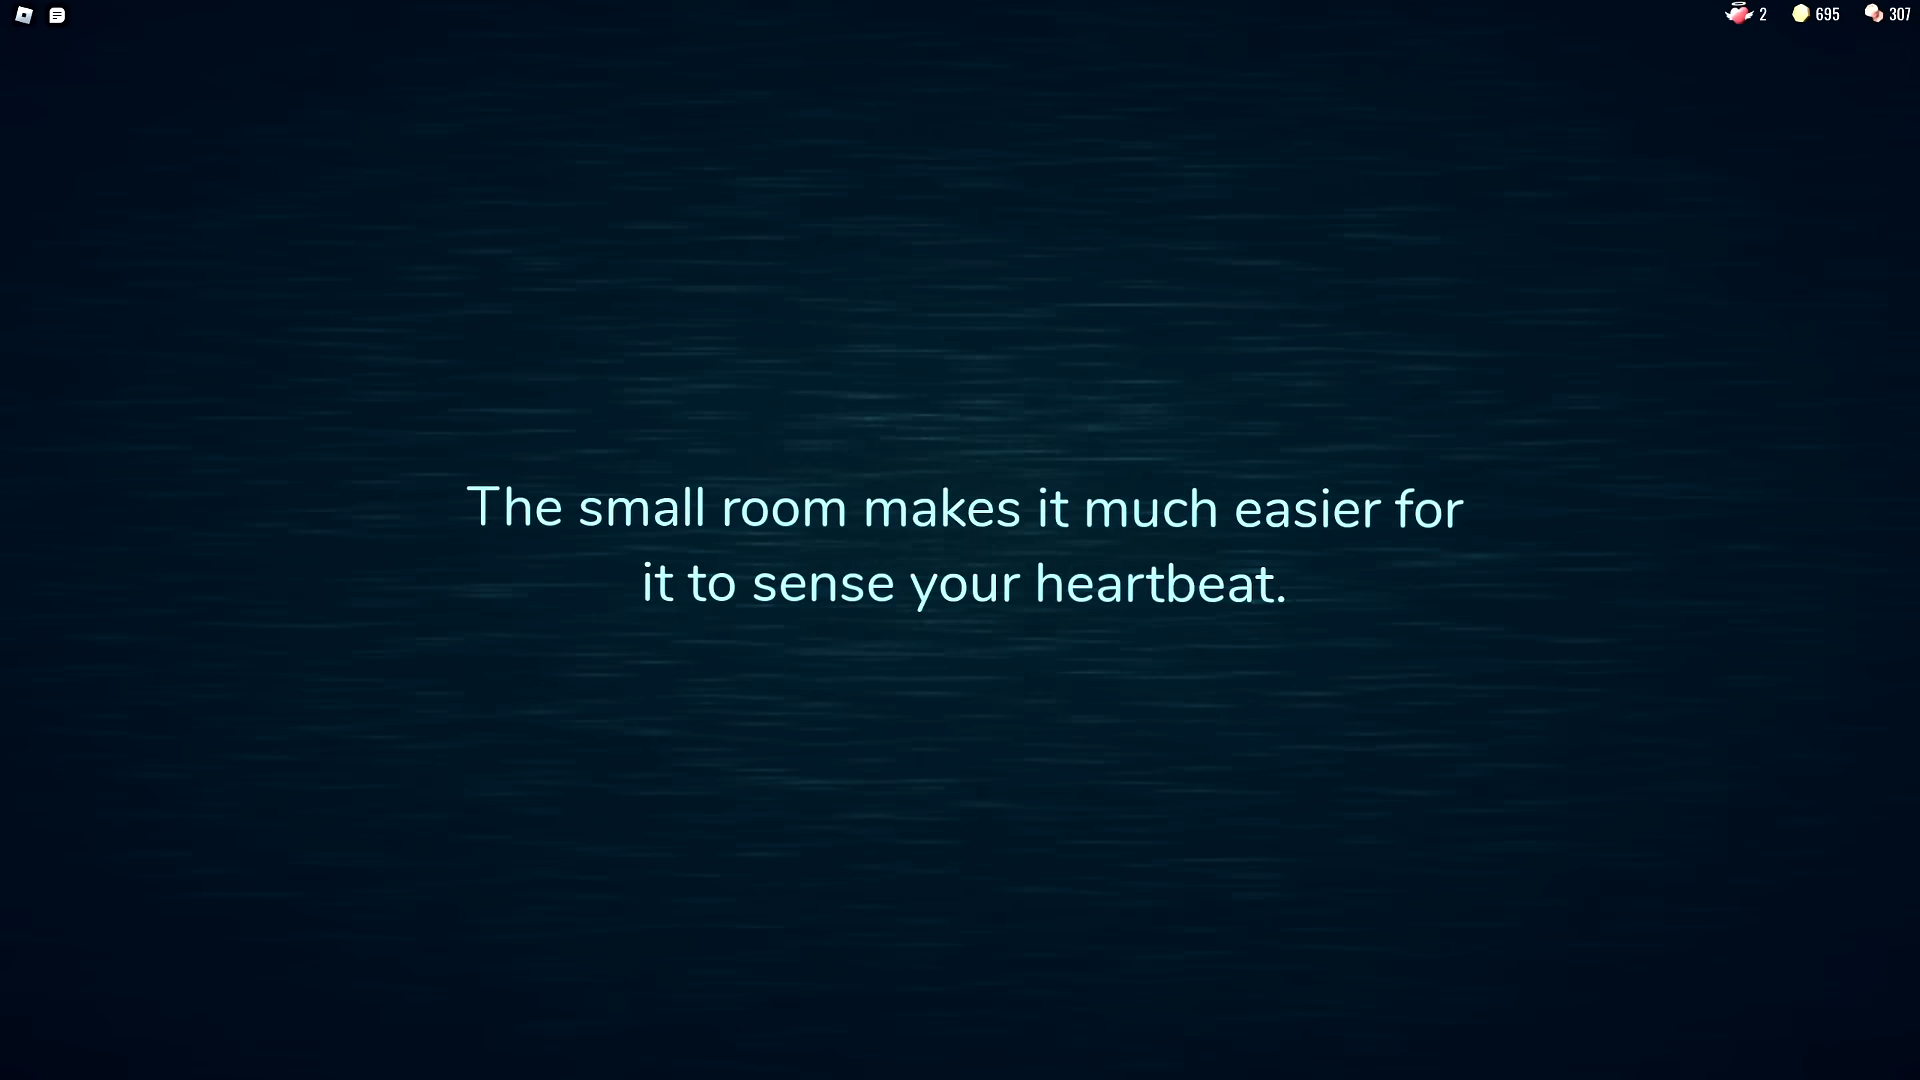 2 695 307
The small room makes it much easier for
it to sense your heartbeat.